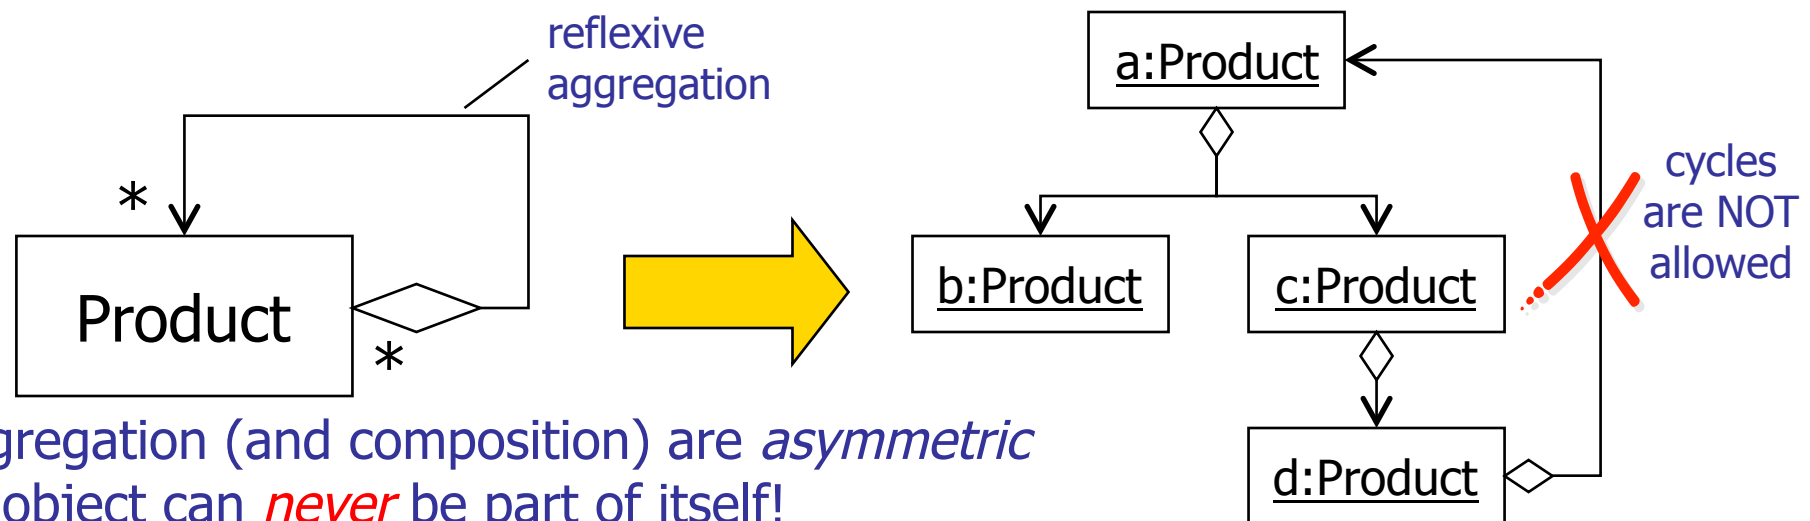 reflexive
aggregation
*
Product
*
a:Product
b:Product
c:Product
d:Product
cycles
are NOT
allowed
(and composition) are asymmetric
object can never be part of itself!